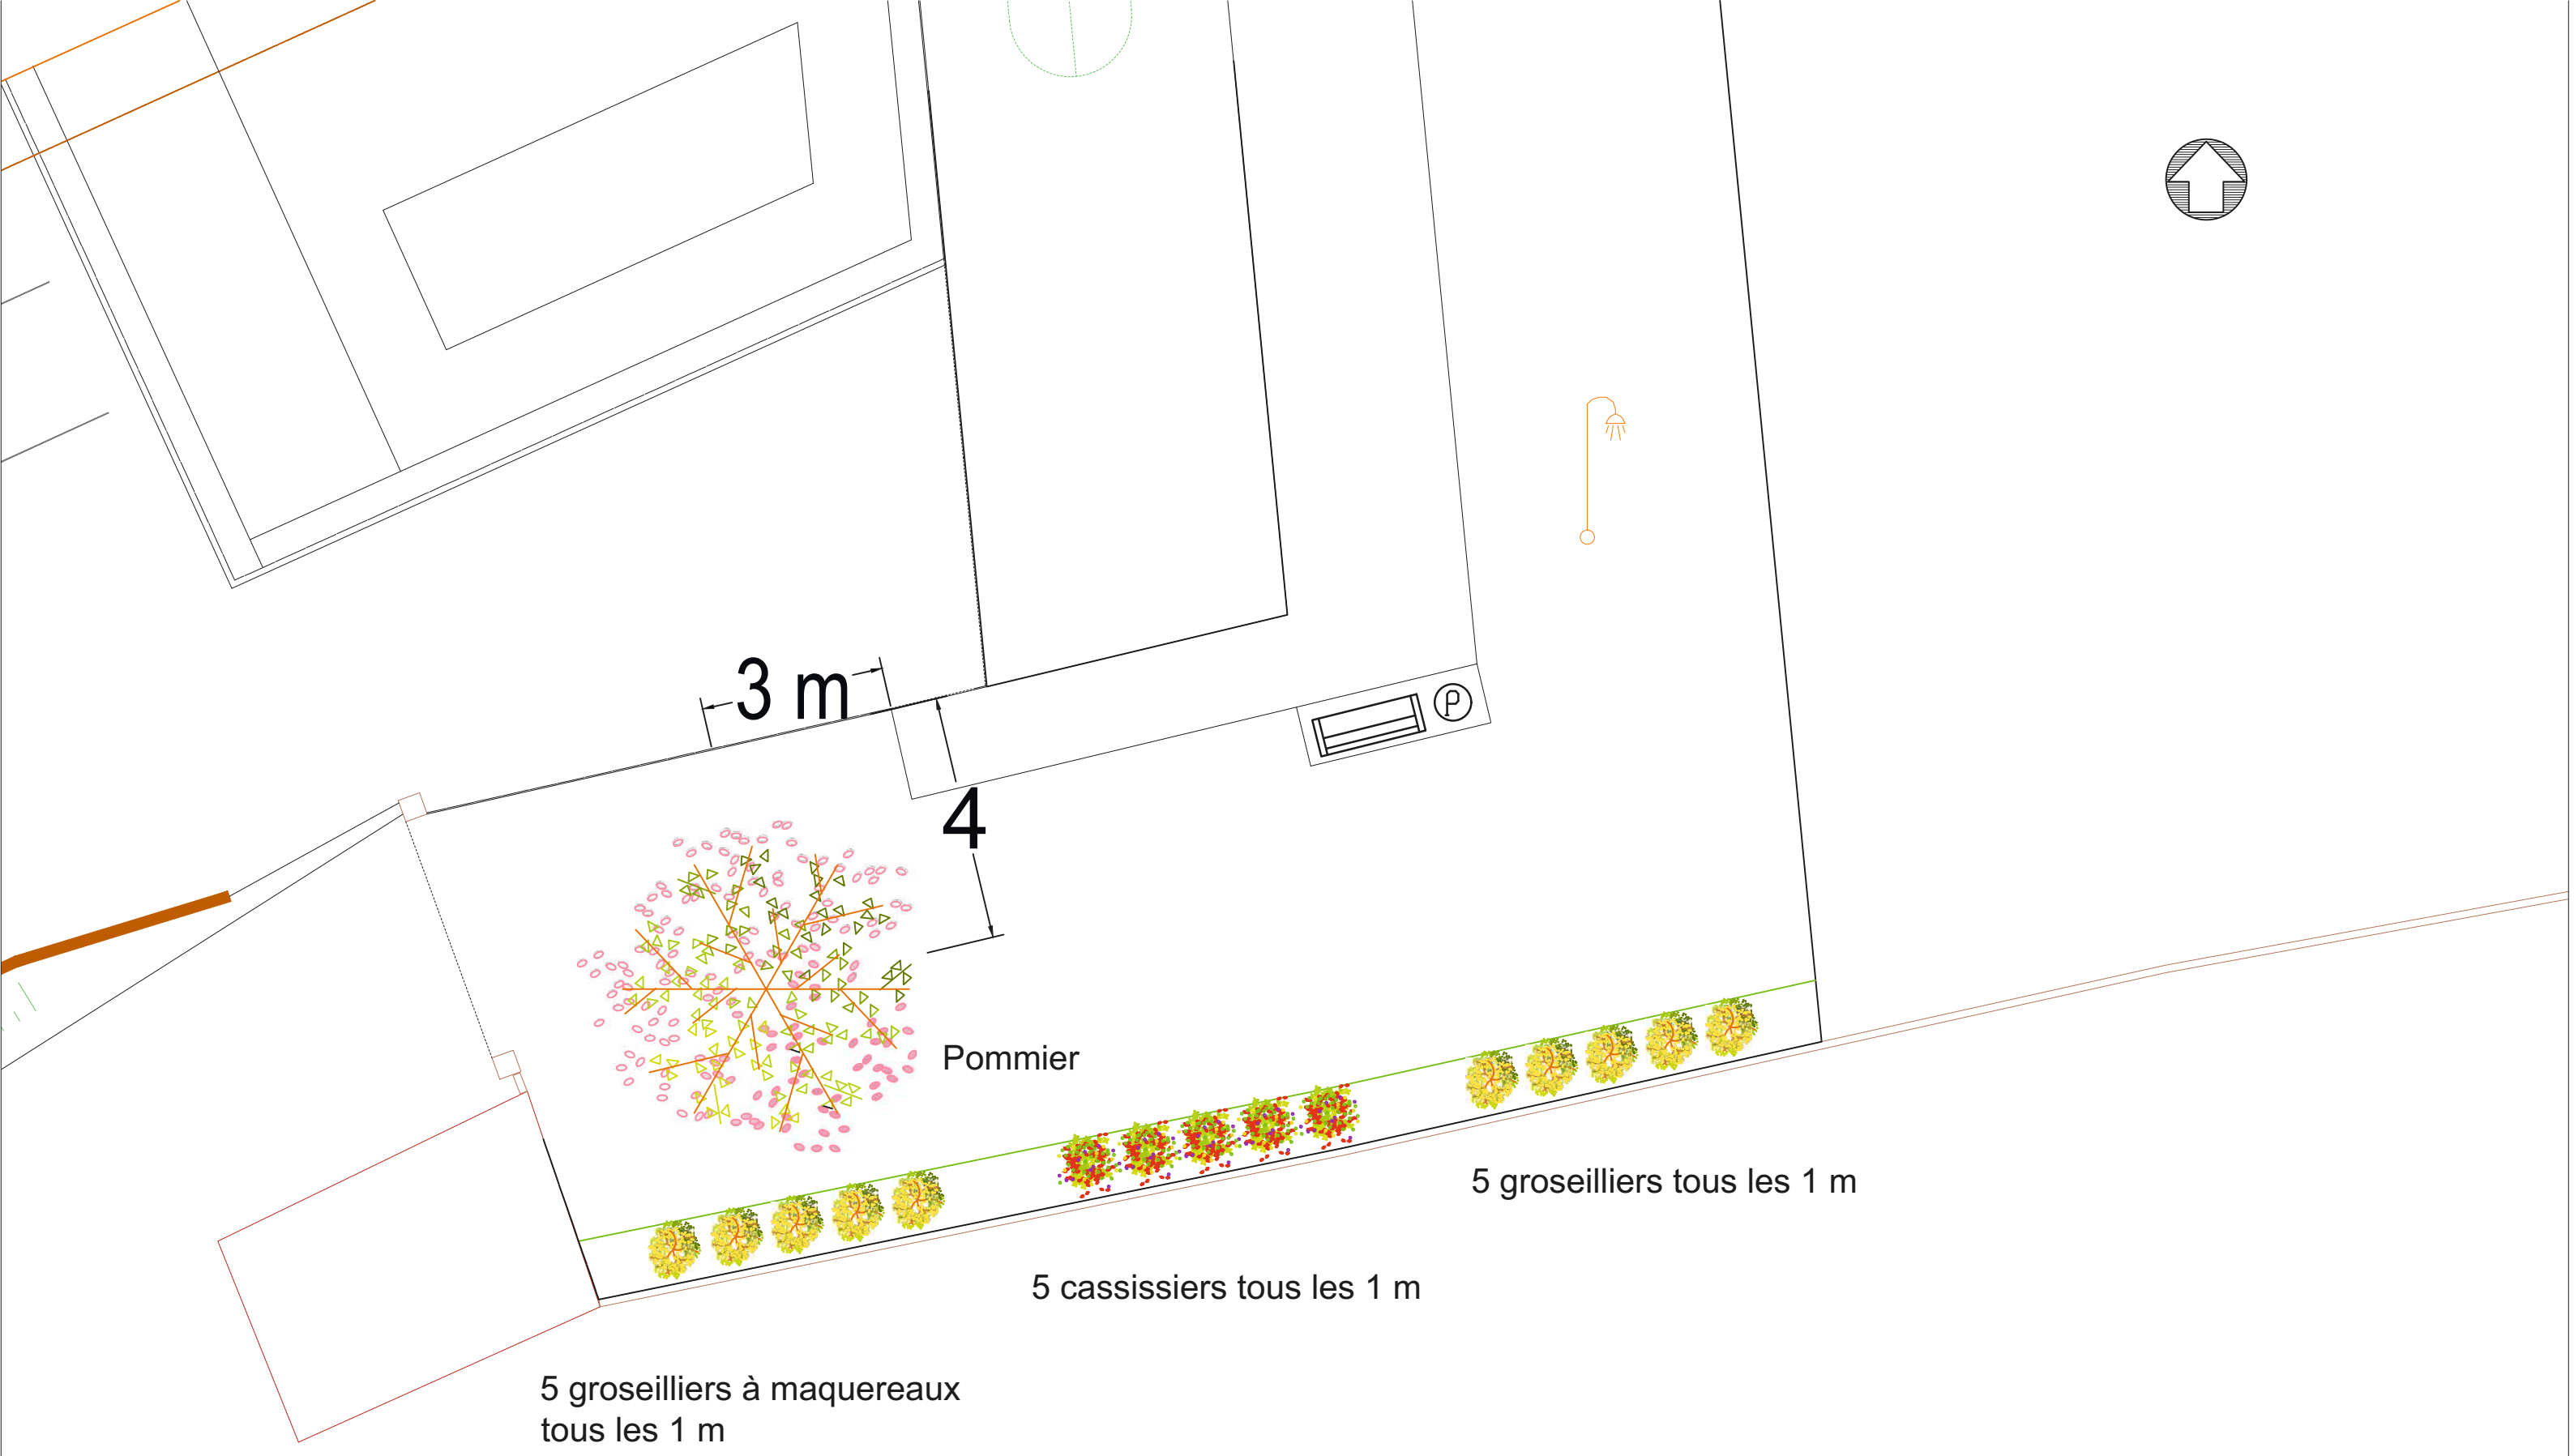 3 m
P
4
Pommier
5 groseilliers tous les 1 m
5 cassissiers tous les 1 m
5 groseilliers à maquereaux
tous les 1 m